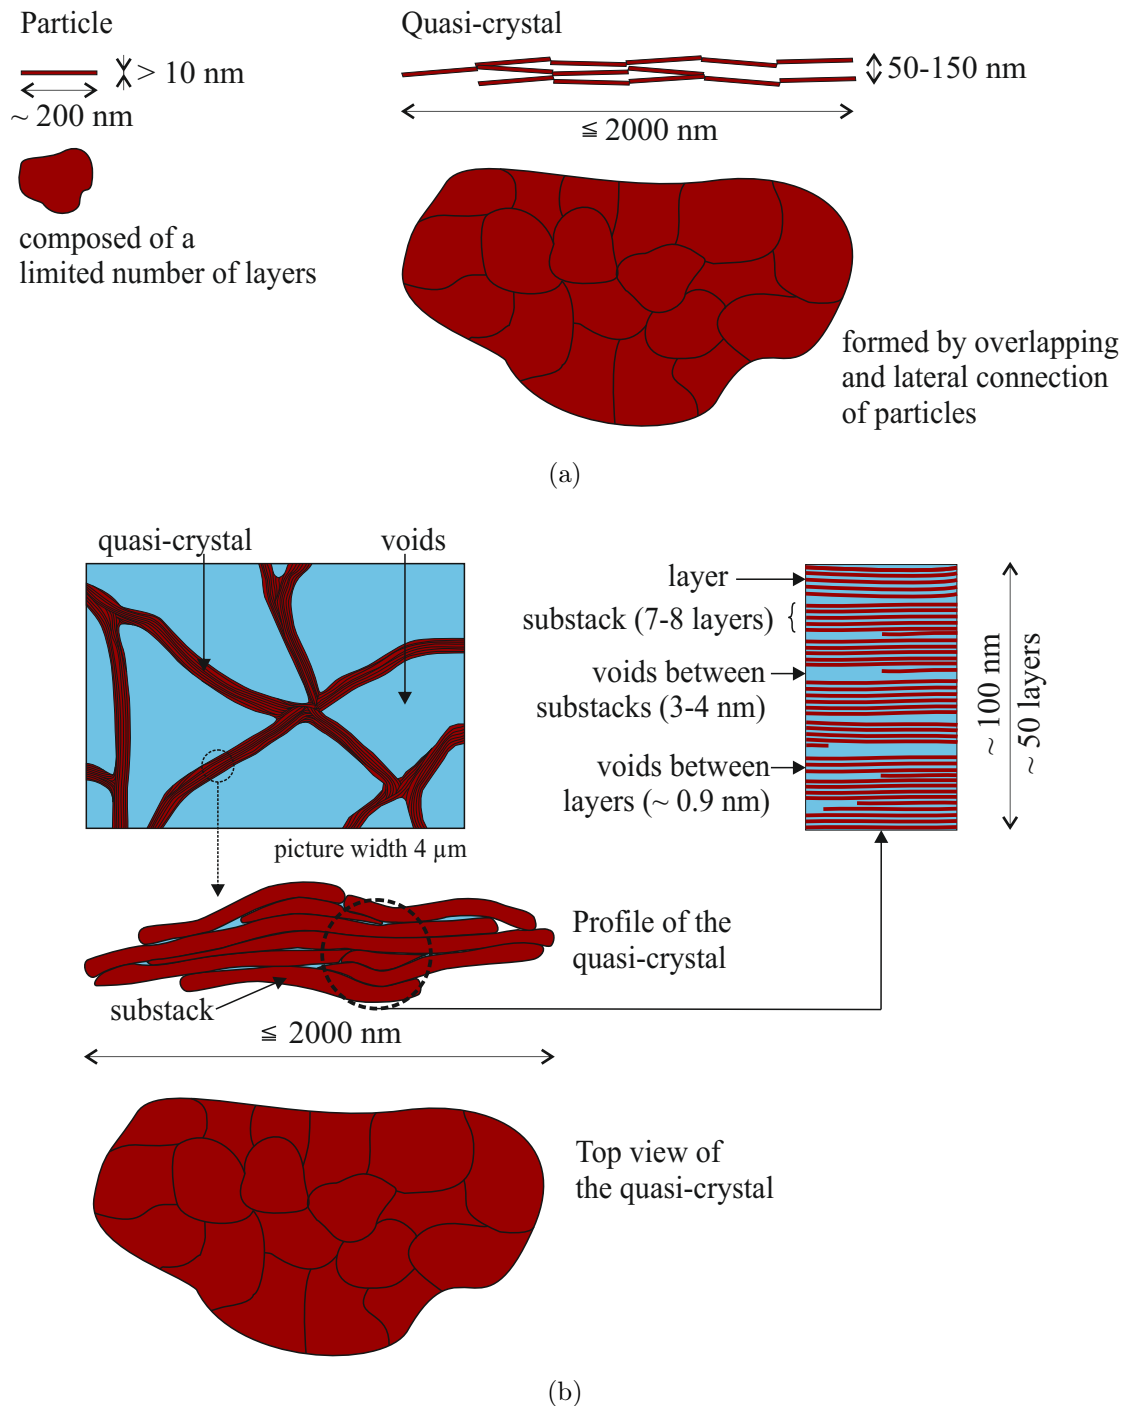 Particle
> 10 nm
~ 200 nm
composed of a
limited number of layers
Quasi-crystal
50-150 nm
≦ 2000 nm
formed by overlapping
and lateral connection
of particles
(a)
quasi-crystal
voids
picture width 4 µm
layer
substack (7-8 layers)
voids between
substacks (3-4 nm)
voids between
layers (~ 0.9 nm)
~ 100 nm
~ 50 layers
Profile of the
quasi-crystal
substack
≦ 2000 nm
Top view of
the quasi-crystal
(b)